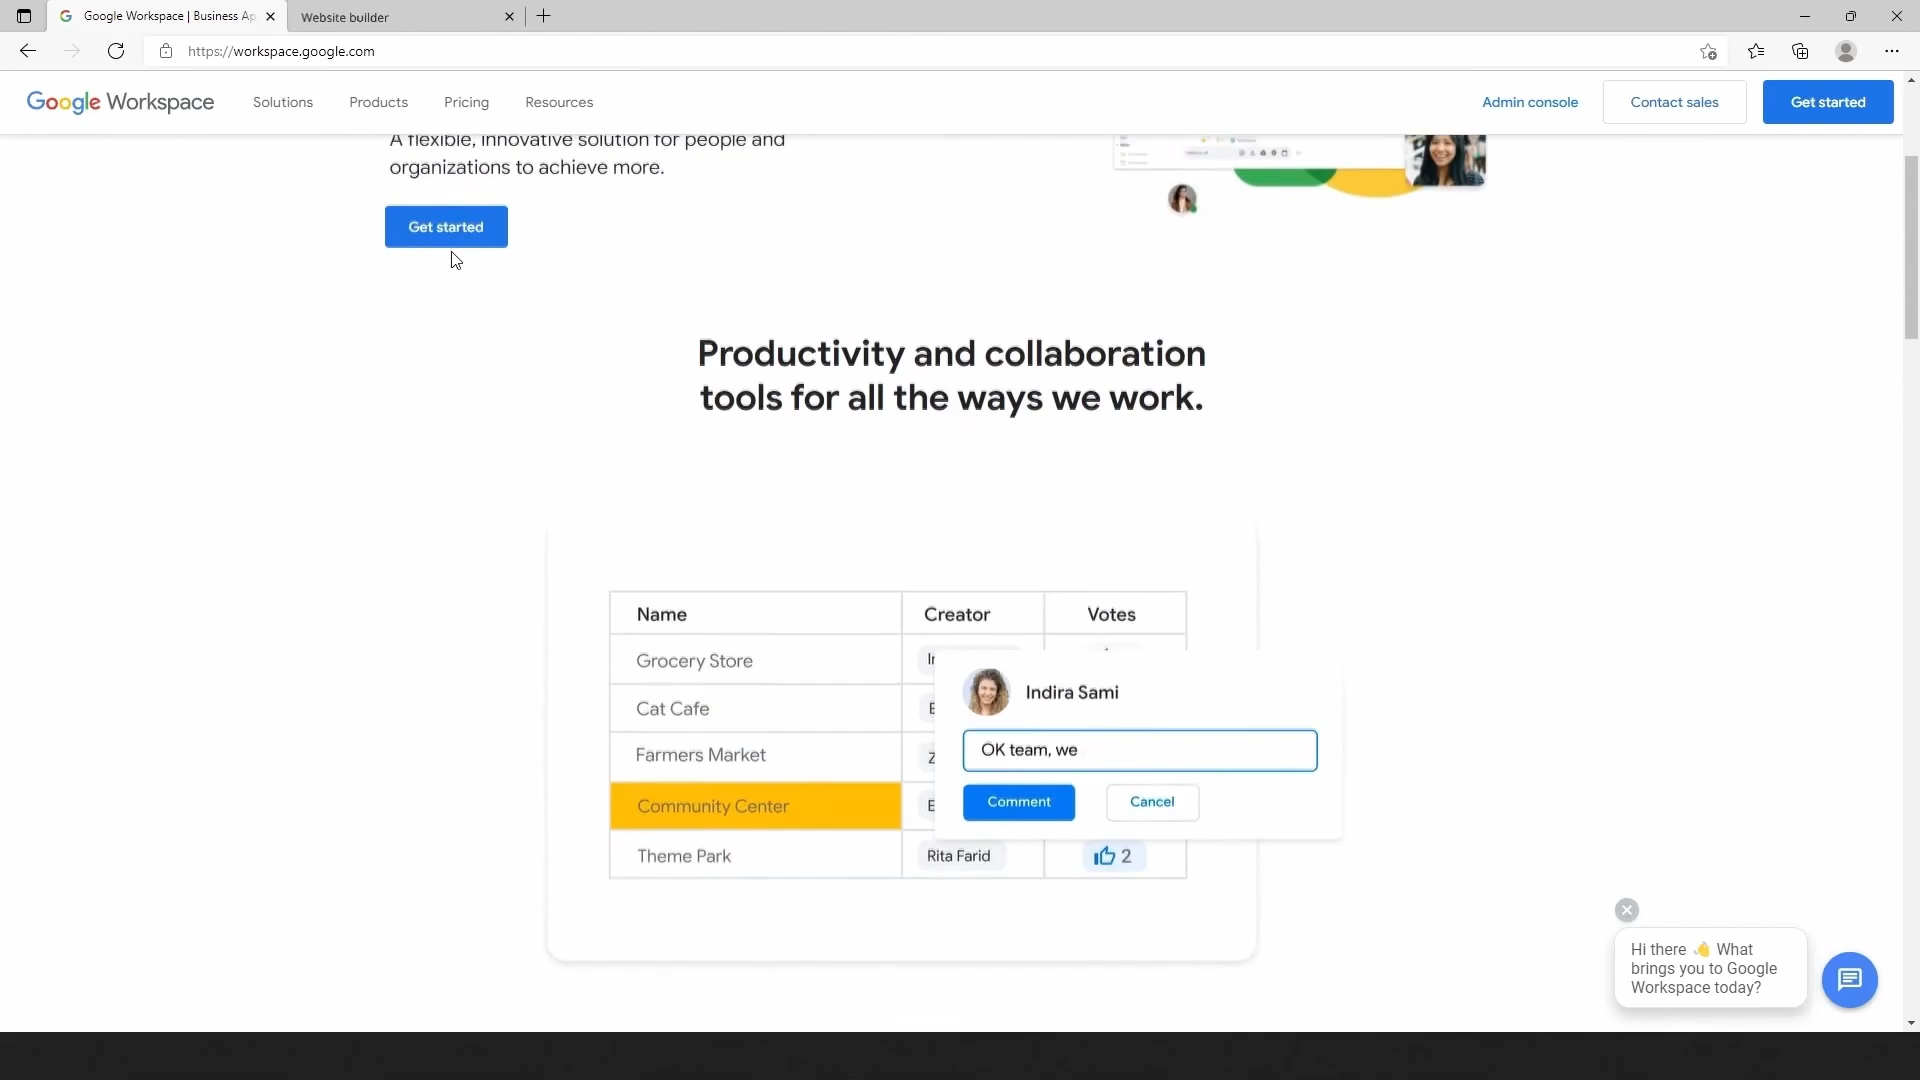 Google Workspace | Business Ap
Website builder
https://workspace.google.com
Google Workspace
Solutions
Products
Pricing
Resources
Admin console
Contact sales
Get started
A flexible, innovative solution for people and
organizations to achieve more.
Get started
Productivity and collaboration
tools for all the ways we work.
Name
Creator
Votes
Grocery Store
Cat Cafe
Farmers Market
Community Center
Theme Park
Rita Farid
2
Indira Sami
OK team, we
Comment
Cancel
Hi there 👋 What
brings you to Google
Workspace today?